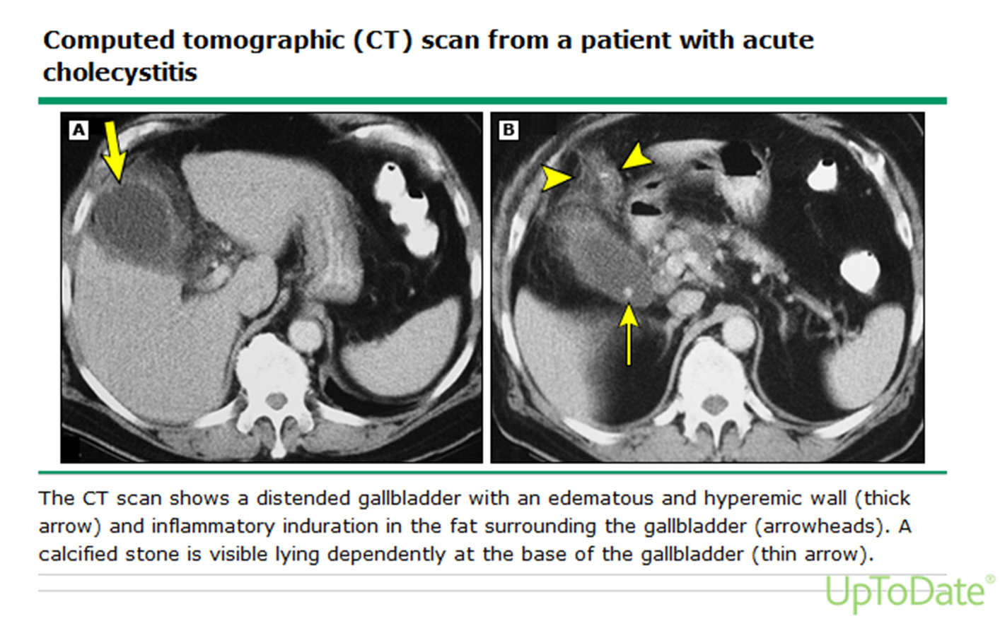 Computed tomographic (CT) scan from a patient with acute
cholecystitis
A
B
The CT scan shows a distended gallbladder with an edematous and hyperemic wall (thick
arrow) and inflammatory induration in the fat surrounding the gallbladder (arrowheads). A
calcified stone is visible lying dependently at the base of the gallbladder (thin arrow).
UpToDate®